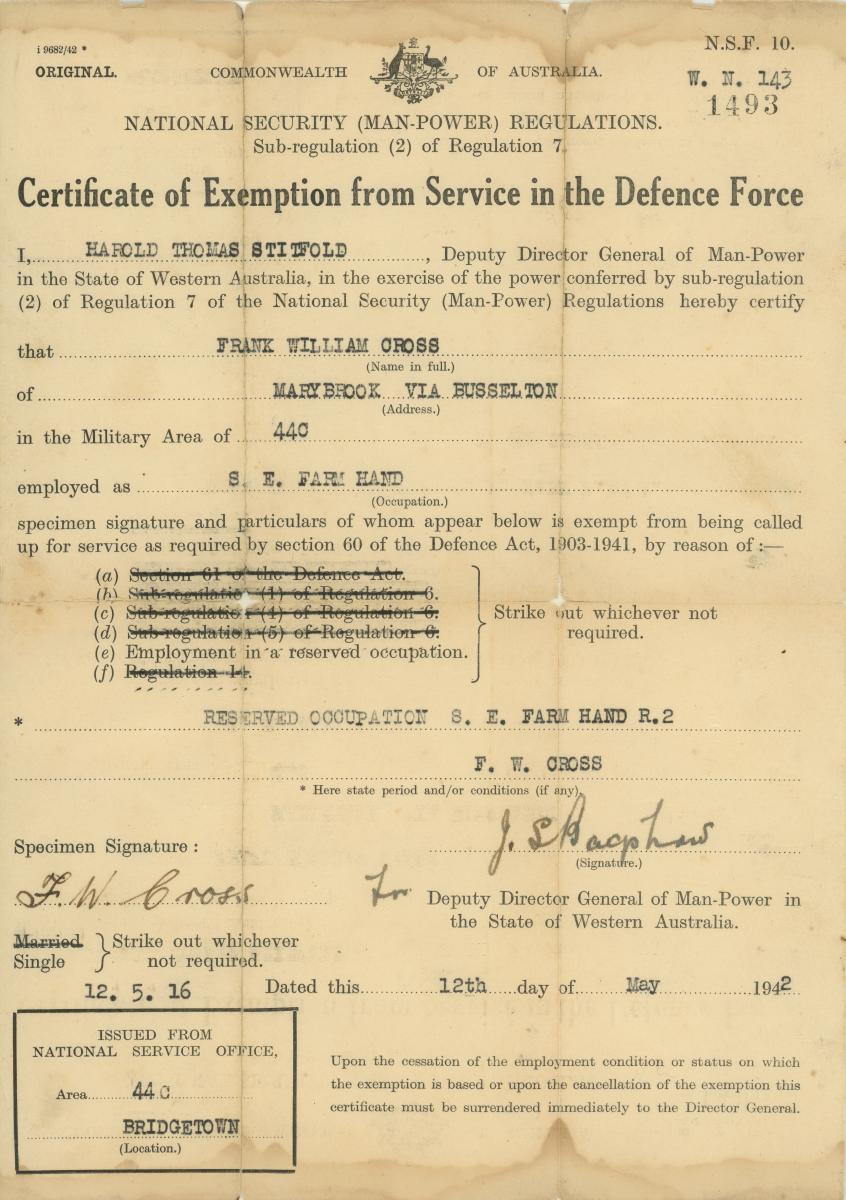 i 9682/42 *
N.S.F. 10.
ORIGINAL.
COMMONWEALTH OF AUSTRALIA.
W. N. 143
1493
NATIONAL SECURITY (MAN-POWER) REGULATIONS.
Sub-regulation (2) of Regulation 7.
Certificate of Exemption from Service in the Defence Force
I, HAROLD THOMAS STITFOLD, Deputy Director General of Man-Power
in the State of Western Australia, in the exercise of the power conferred by sub-regulation
(2) of Regulation 7 of the National Security (Man-Power) Regulations hereby certify
that FRANK WILLIAM CROSS
(Name in full.)
of MARYBROOK VIA BUSSELTON
(Address.)
in the Military Area of 44C
employed as S. E. FARM HAND
(Occupation.)
specimen signature and particulars of whom appear below is exempt from being called
up for service as required by section 60 of the Defence Act, 1903-1941, by reason of :—
(a) Section 61 of the Defence Act.
(b) Sub-regulation (1) of Regulation 6.
(c) Sub-regulation (4) of Regulation 6.
(d) Sub-regulation (5) of Regulation 6.
(e) Employment in a reserved occupation.
(f) Regulation 14.
Strike out whichever not
required.
* RESERVED OCCUPATION S. E. FARM HAND R.2
F. W. CROSS
* Here state period and/or conditions (if any).
Specimen Signature :
J. S Bagshaw
(Signature.)
F. W. Cross
For Deputy Director General of Man-Power in
the State of Western Australia.
Married
Single
Strike out whichever
not required.
12. 5. 16
Dated this 12th day of May 1942
ISSUED FROM
NATIONAL SERVICE OFFICE,
Area 44C
BRIDGETOWN
(Location.)
Upon the cessation of the employment condition or status on which
the exemption is based or upon the cancellation of the exemption this
certificate must be surrendered immediately to the Director General.